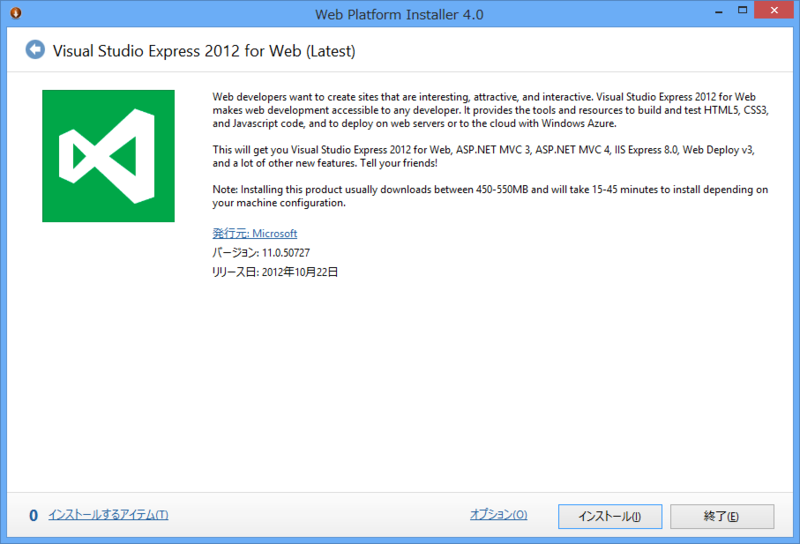 Web Platform Installer 4.0
Visual Studio Express 2012 for Web (Latest)
Web developers want to create sites that are interesting, attractive, and interactive. Visual Studio Express 2012 for Web
makes web development accessible to any developer. It provides the tools and resources to build and test HTML5, CSS3,
and Javascript code, and to deploy on web servers or to the cloud with Windows Azure.
This will get you Visual Studio Express 2012 for Web, ASP.NET MVC 3, ASP.NET MVC 4, IIS Express 8.0, Web Deploy v3,
and a lot of other new features. Tell your friends!
Note: Installing this product usually downloads between 450-550MB and will take 15-45 minutes to install depending on
your machine configuration.
発行元: Microsoft
バージョン: 11.0.50727
リリース日: 2012年10月22日
0 インストールするアイテム(T) オプション(O) インストール(I) 終了(E)